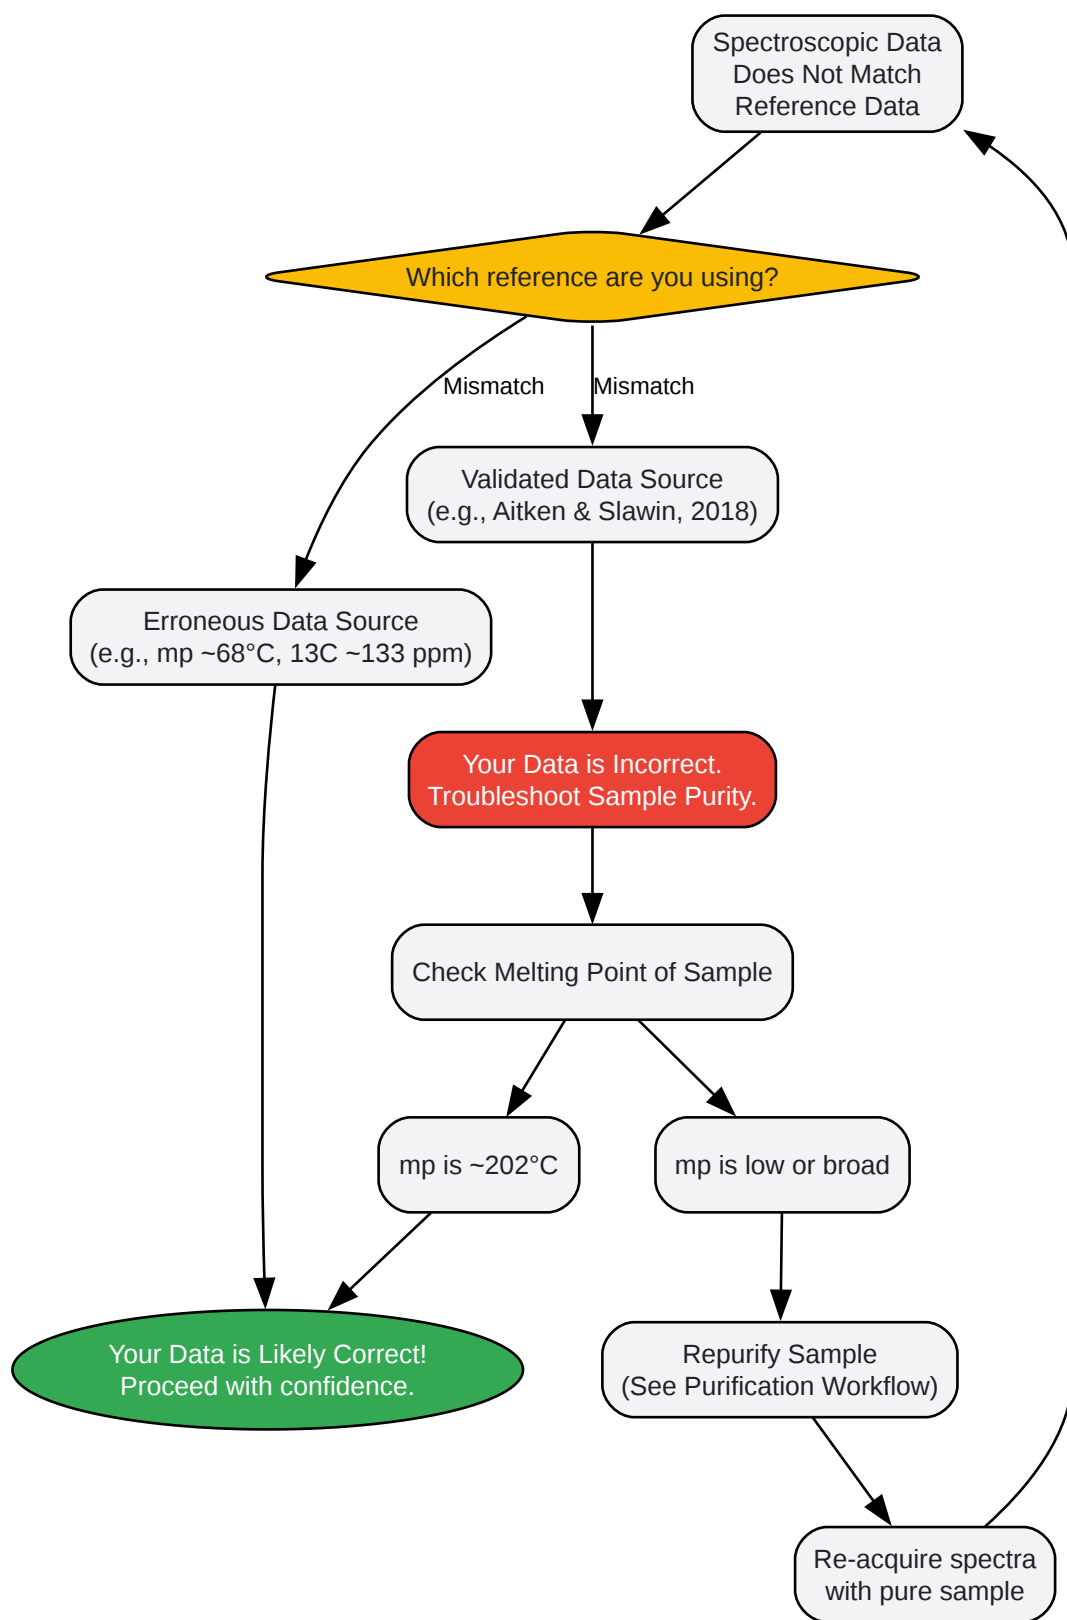 Spectroscopic Data
Does Not Match
Reference Data
Which reference are you using?
Mismatch
Mismatch
Validated Data Source
(e.g., Aitken & Slawin, 2018)
Erroneous Data Source
(e.g., mp ~68°C, 13C ~133 ppm)
Your Data is Incorrect.
Troubleshoot Sample Purity.
Check Melting Point of Sample
mp is ~202°C
mp is low or broad
Your Data is Likely Correct!
Proceed with confidence.
Repurify Sample
(See Purification Workflow)
Re-acquire spectra
with pure sample